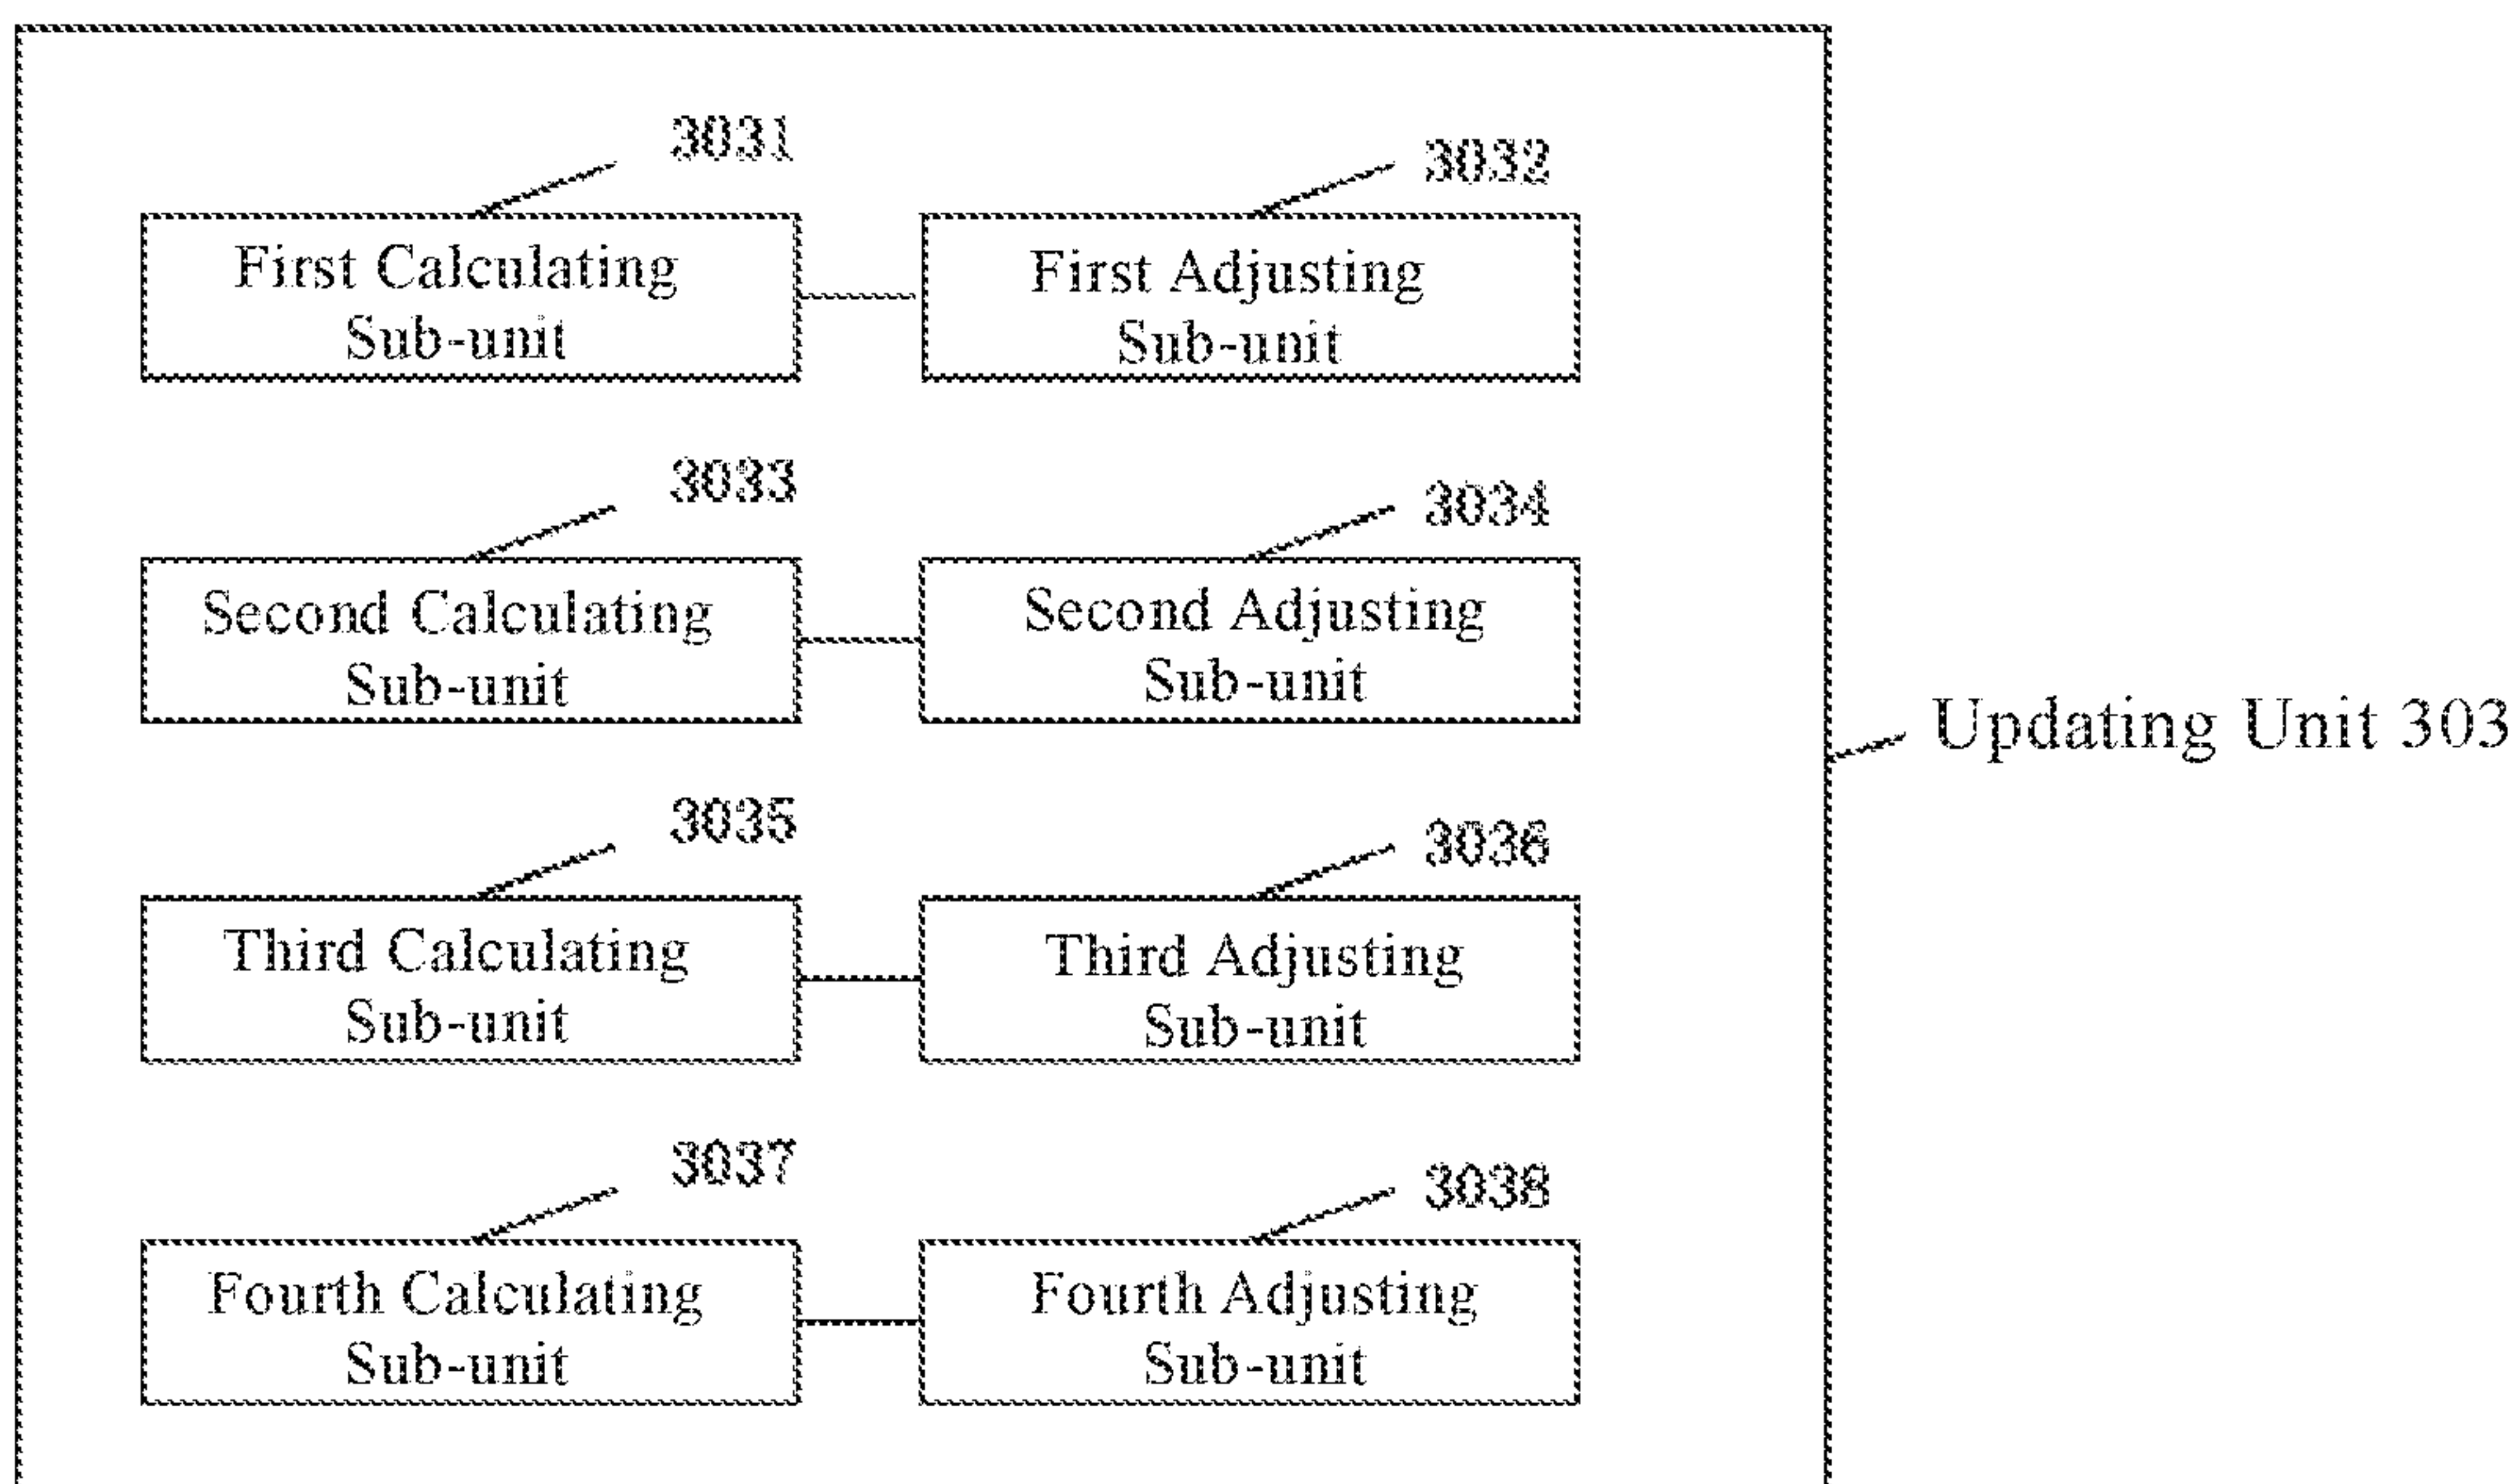 3031
3032
First Calculating
Sub-unit
First Adjusting
Sub-unit
3033
3034
Second Calculating
Sub-unit
Second Adjusting
Sub-unit
Updating Unit 303
3035
3036
Third Calculating
Sub-unit
Third Adjusting
Sub-unit
3037
3038
Fourth Calculating
Sub-unit
Fourth Adjusting
Sub-unit